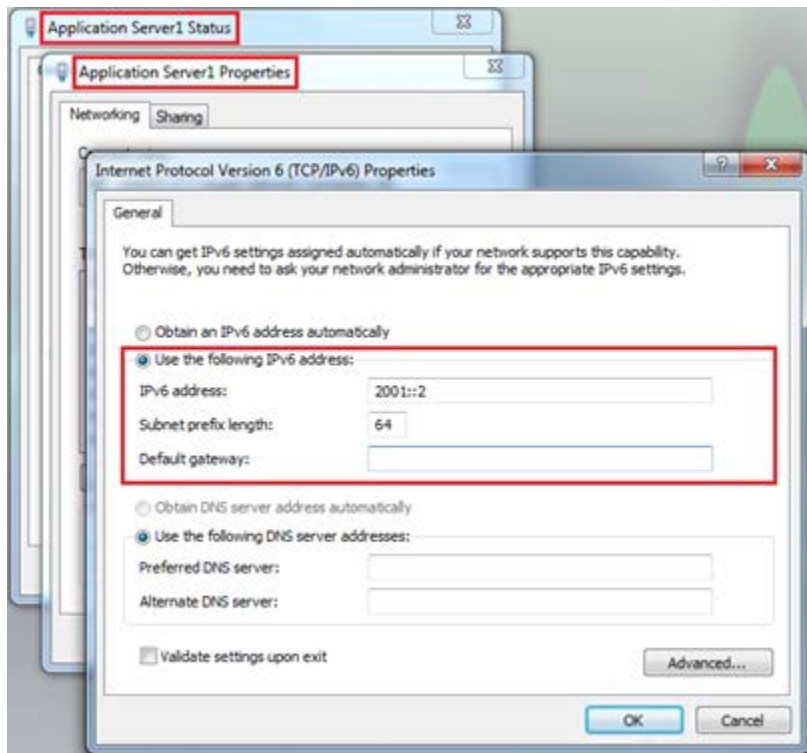 Application Server1 Status
Application Server1 Properties
Networking Sharing
Internet Protocol Version 6 (TCP/IPv6) Properties
General
You can get IPv6 settings assigned automatically if your network supports this capability.
Otherwise, you need to ask your network administrator for the appropriate IPv6 settings.
Obtain an IPv6 address automatically
Use the following IPv6 address:
IPv6 address: 2001::2
Subnet prefix length: 64
Default gateway:
Obtain DNS server address automatically
Use the following DNS server addresses:
Preferred DNS server:
Alternate DNS server:
Validate settings upon exit
Advanced...
OK Cancel